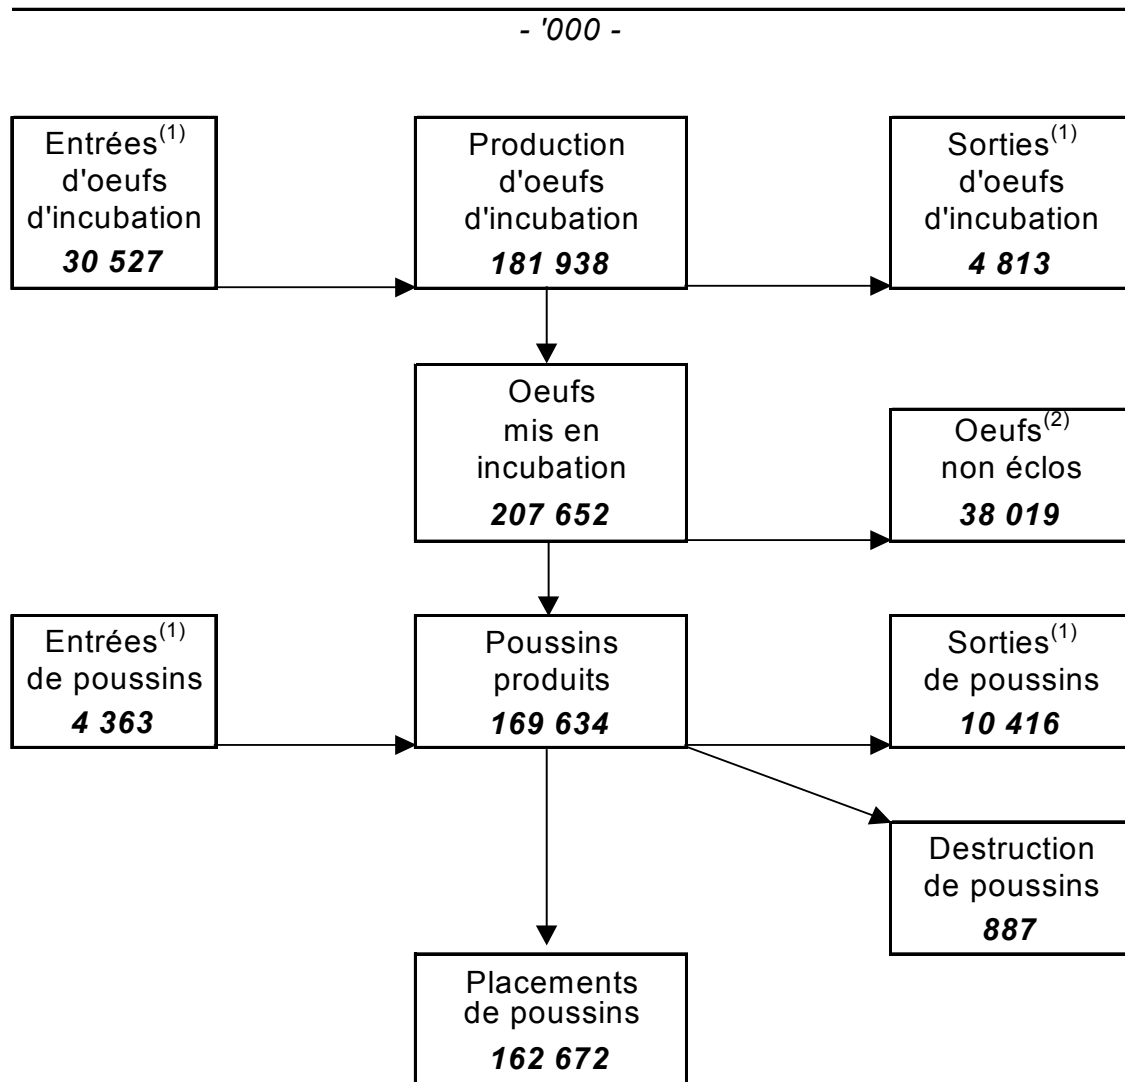 - '000 -
Entrées(1)
d'oeufs
d'incubation
30 527
Production
d'oeufs
d'incubation
181 938
Sorties(1)
d'oeufs
d'incubation
4 813
Oeufs
mis en
incubation
207 652
Oeufs(2)
non éclos
38 019
Entrées(1)
de poussins
4 363
Poussins
produits
169 634
Sorties(1)
de poussins
10 416
Destruction
de poussins
887
Placements
de poussins
162 672